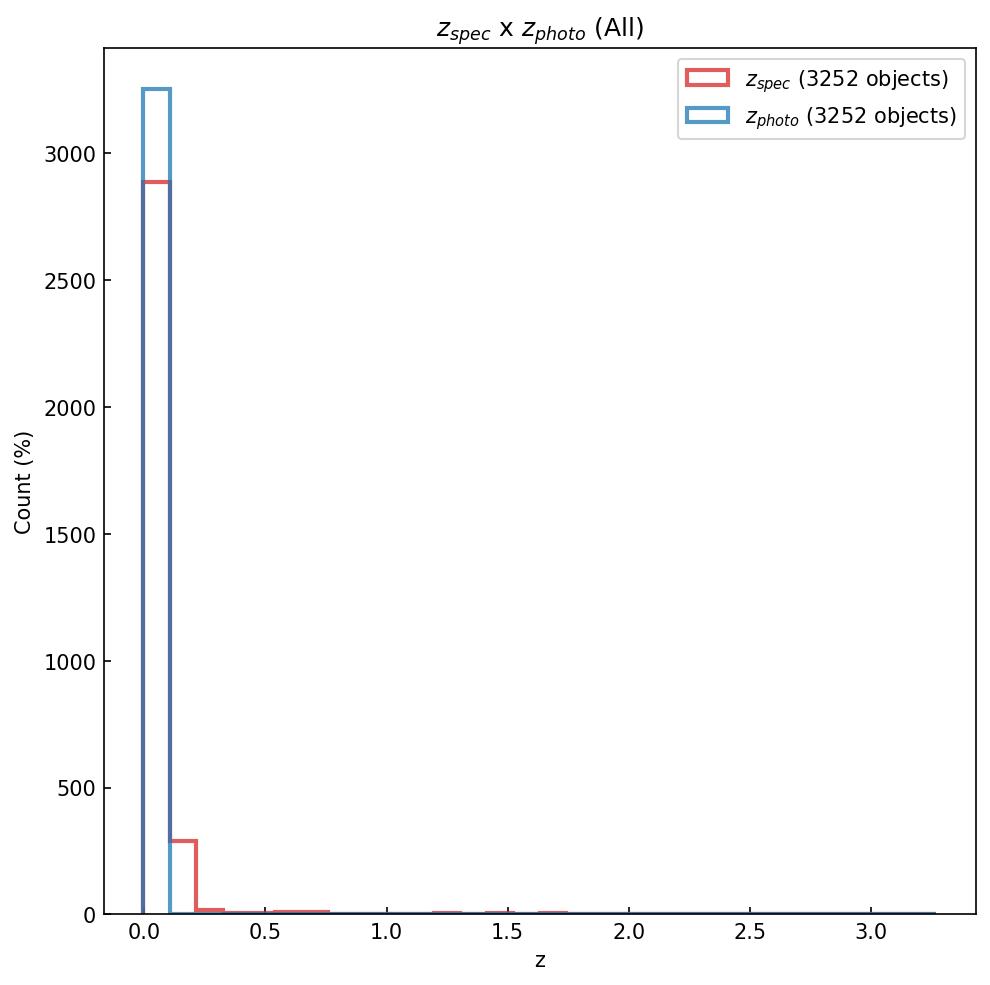 z_spec x z_photo (All)
z_spec (3252 objects)
z_photo (3252 objects)
3000
2500
2000
1500
1000
500
0
Count (%)
0.0 0.5 1.0 1.5 2.0 2.5 3.0
z